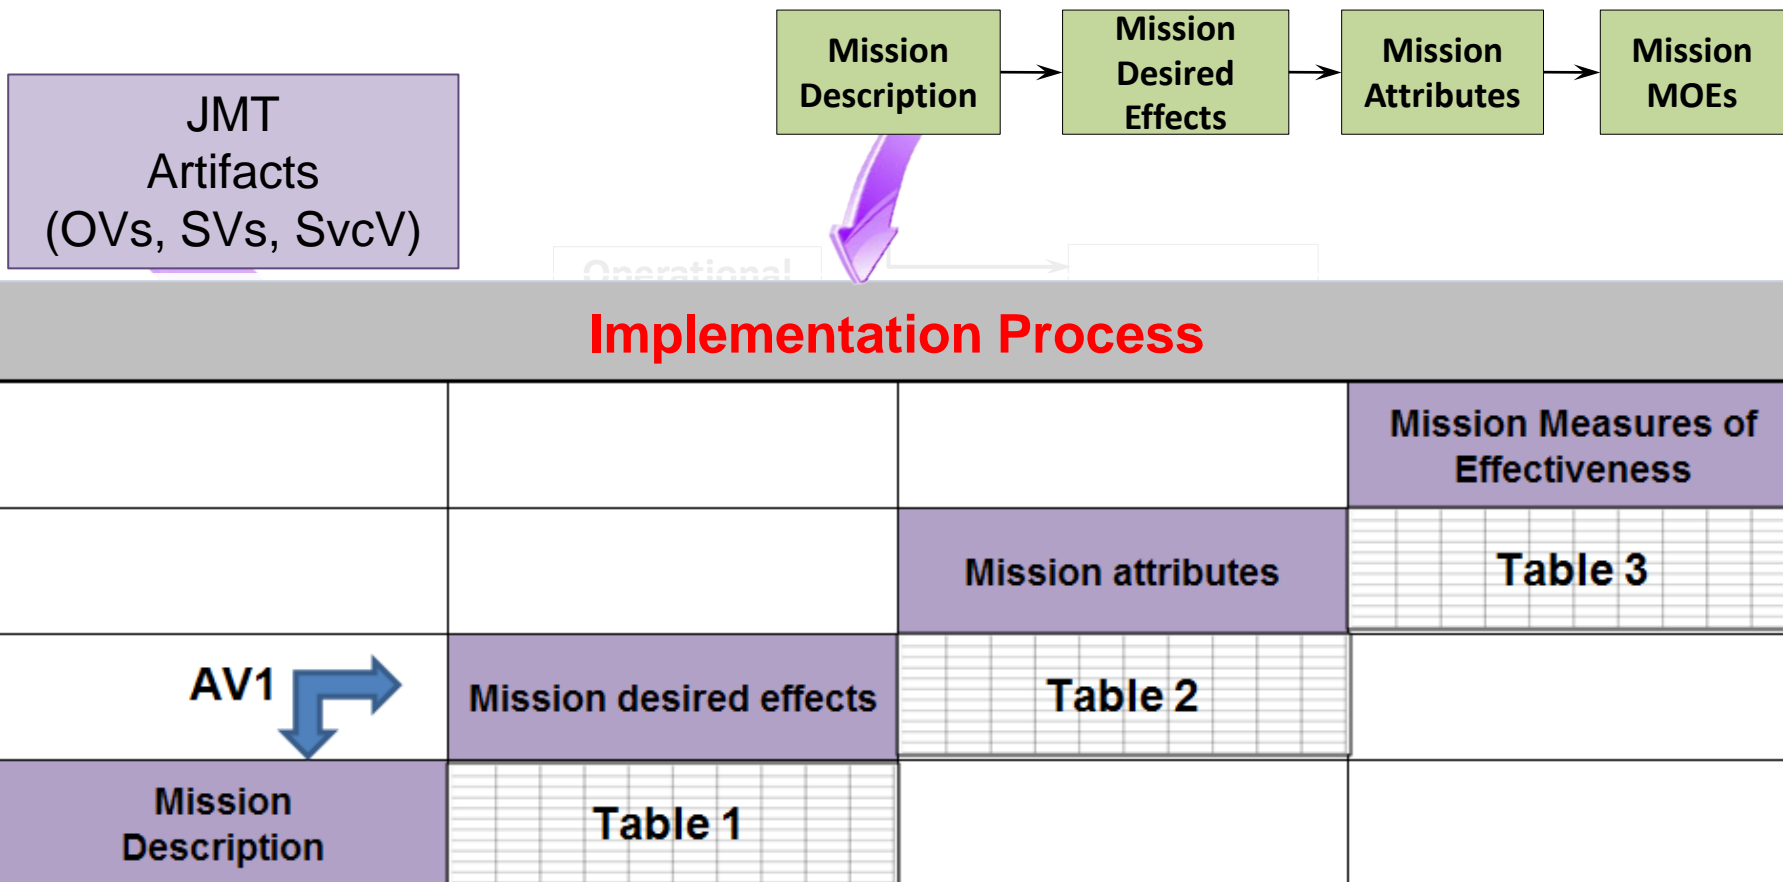 Mission
Description
Mission
Desired
Effects
Mission
Attributes
Mission
MOEs
JMT
Artifacts
(OVs, SVs, SvcV)
Operational
Implementation Process
Mission Measures of
Effectiveness
Mission attributes
Table 3
AV1
Mission desired effects
Table 2
Mission
Description
Table 1